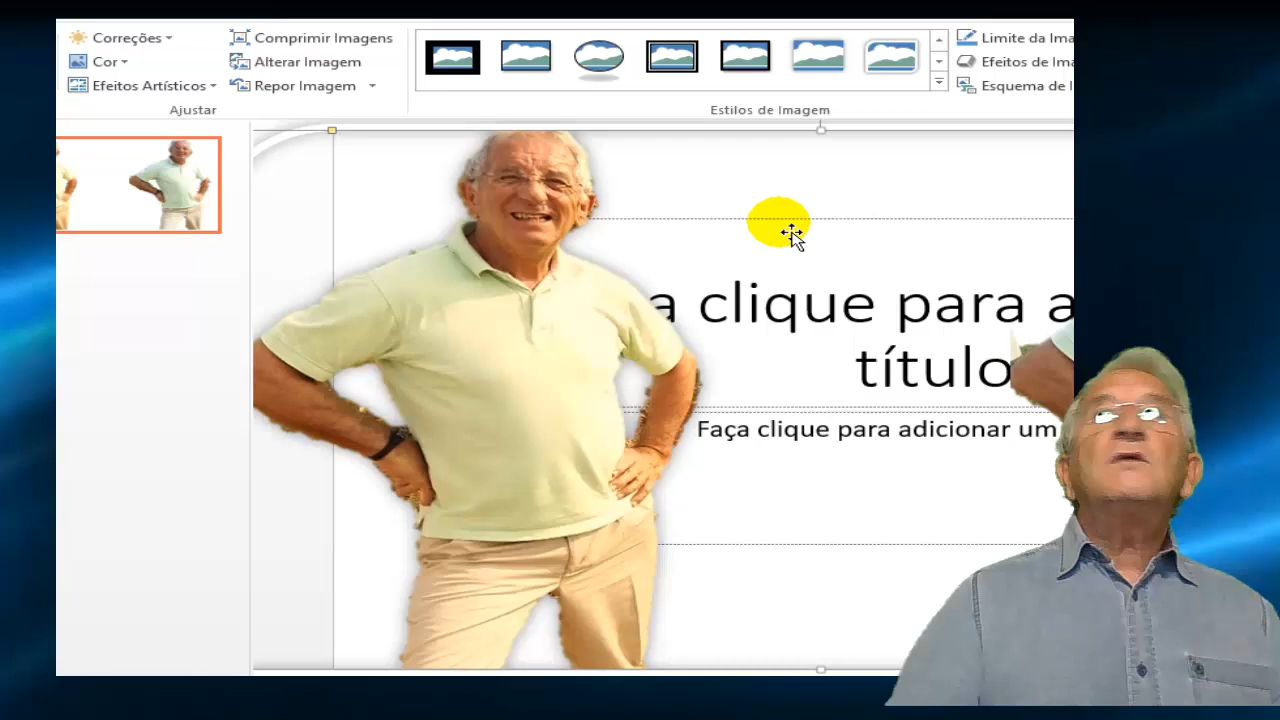 Correções
Comprimir Imagens
Limite da Ima
Cor
Alterar Imagem
Efeitos de Ima
Efeitos Artísticos
Repor Imagem
Esquema de I
Ajustar
Estilos de Imagem
a clique para a
título
Faça clique para adicionar um